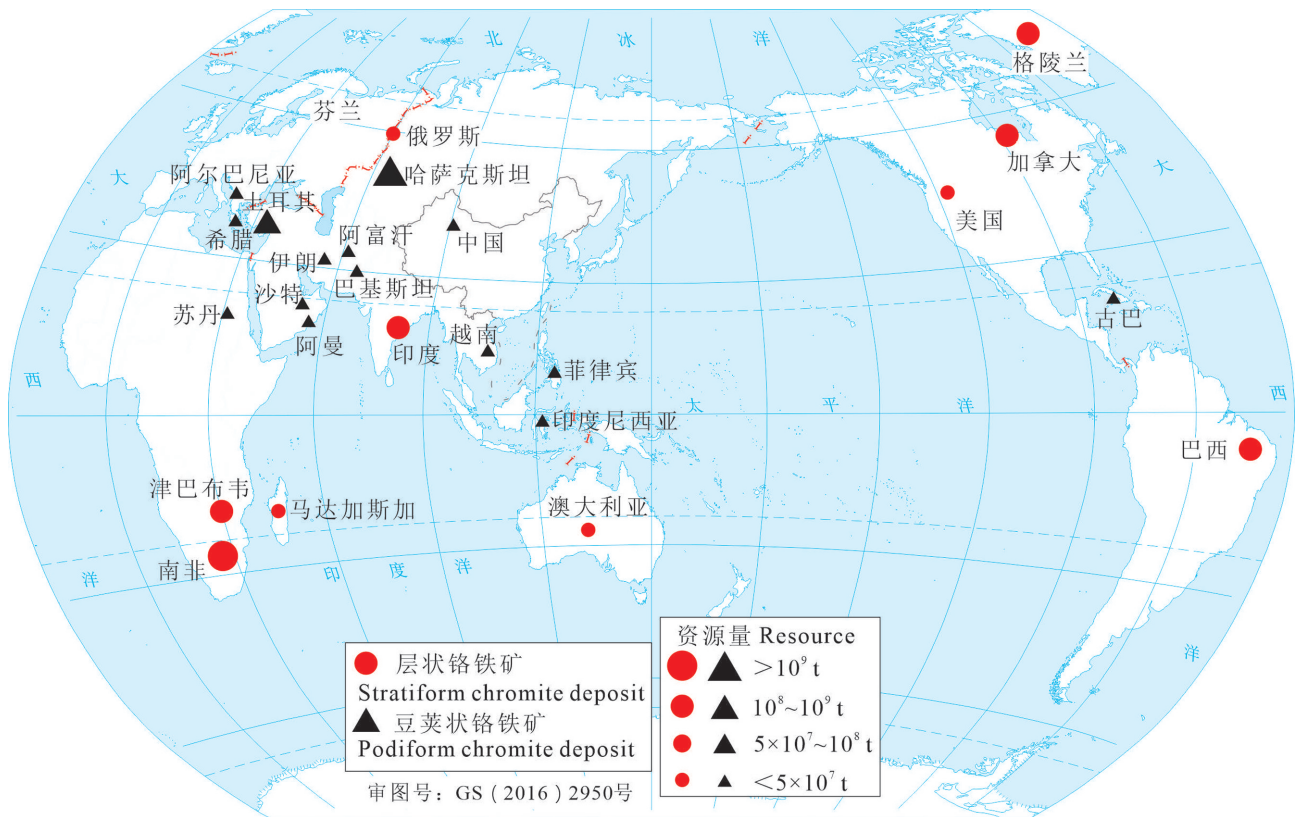 北 冰 洋
格陵兰
芬兰
俄罗斯
加拿大
大
大
阿尔巴尼亚
哈萨克斯坦
土耳其
美国
希腊
阿富汗
中国
伊朗
巴基斯坦
沙特
苏丹
阿曼
印度
越南
古巴
菲律宾
西
太 平 洋
西
印度尼西亚
巴西
津巴布韦
马达加斯加
澳大利亚
南非
洋
印 度 洋
洋
层状铬铁矿
Stratiform chromite deposit
豆荚状铬铁矿
Podiform chromite deposit
审图号：GS（2016）2950号
资源量 Resource
>10⁹ t
10⁸~10⁹ t
5×10⁷~10⁸ t
<5×10⁷ t